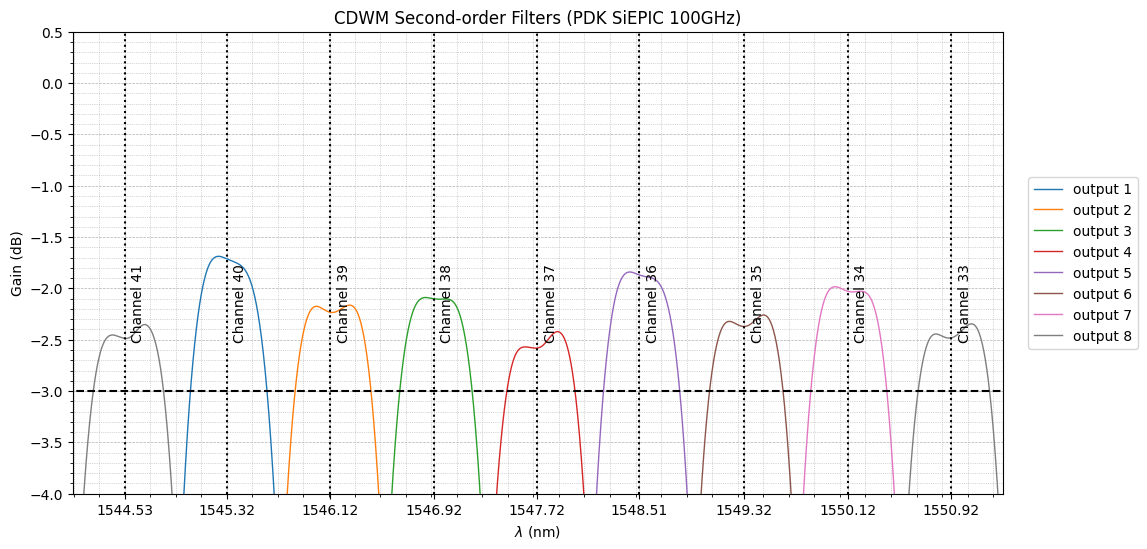 CDWM Second-order Filters (PDK SiEPIC 100GHz)
Gain (dB)
0.5
0.0
−0.5
−1.0
−1.5
−2.0
−2.5
−3.0
−3.5
−4.0
Channel 41
Channel 40
Channel 39
Channel 38
Channel 37
Channel 36
Channel 35
Channel 34
Channel 33
1544.53
1545.32
1546.12
1546.92
1547.72
1548.51
1549.32
1550.12
1550.92
λ (nm)
output 1
output 2
output 3
output 4
output 5
output 6
output 7
output 8